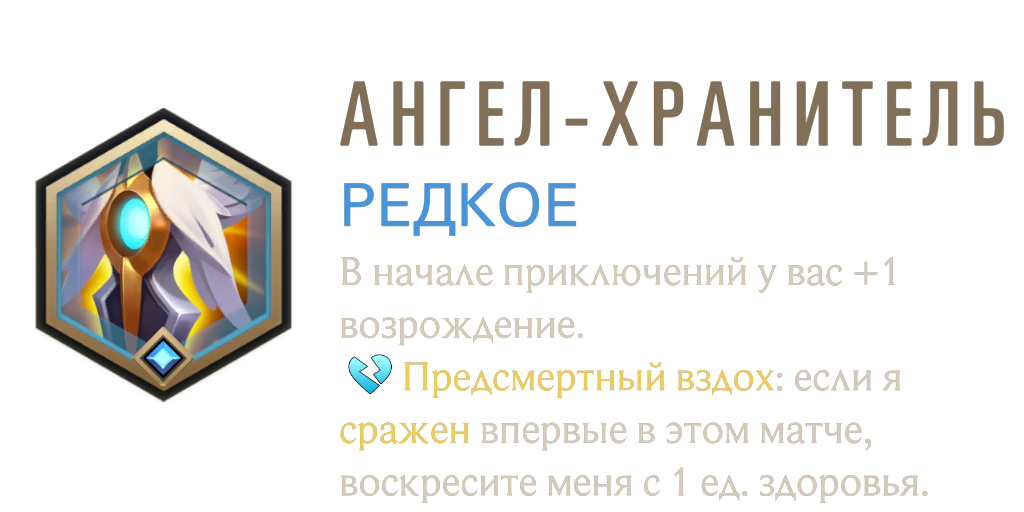 АНГЕЛ-ХРАНИТЕЛЬ
РЕДКОЕ
В начале приключений у вас +1
возрождение.
Предсмертный вздох: если я
сражен впервые в этом матче,
воскресите меня с 1 ед. здоровья.